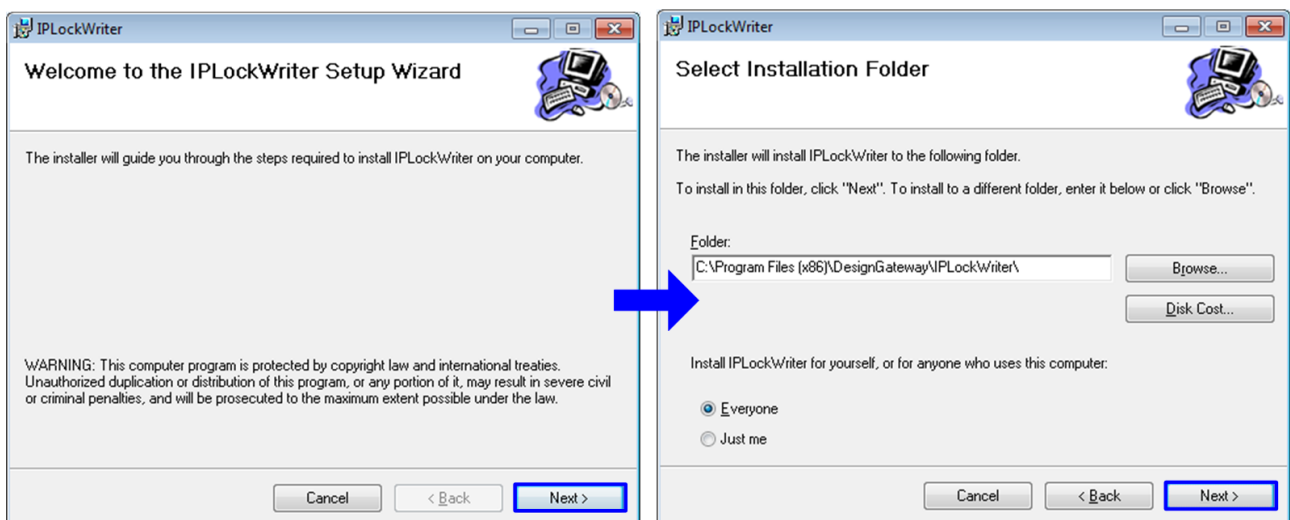 IPLockWriter
Welcome to the IPLockWriter Setup Wizard
The installer will guide you through the steps required to install IPLockWriter on your computer.
WARNING: This computer program is protected by copyright law and international treaties.
Unauthorized duplication or distribution of this program, or any portion of it, may result in severe civil
or criminal penalties, and will be prosecuted to the maximum extent possible under the law.
Cancel
< Back
Next >
IPLockWriter
Select Installation Folder
The installer will install IPLockWriter to the following folder.
To install in this folder, click "Next". To install to a different folder, enter it below or click "Browse".
Folder:
C:\Program Files (x86)\DesignGateway\IPLockWriter\
Browse...
Disk Cost...
Install IPLockWriter for yourself, or for anyone who uses this computer:
Everyone
Just me
Cancel
< Back
Next >